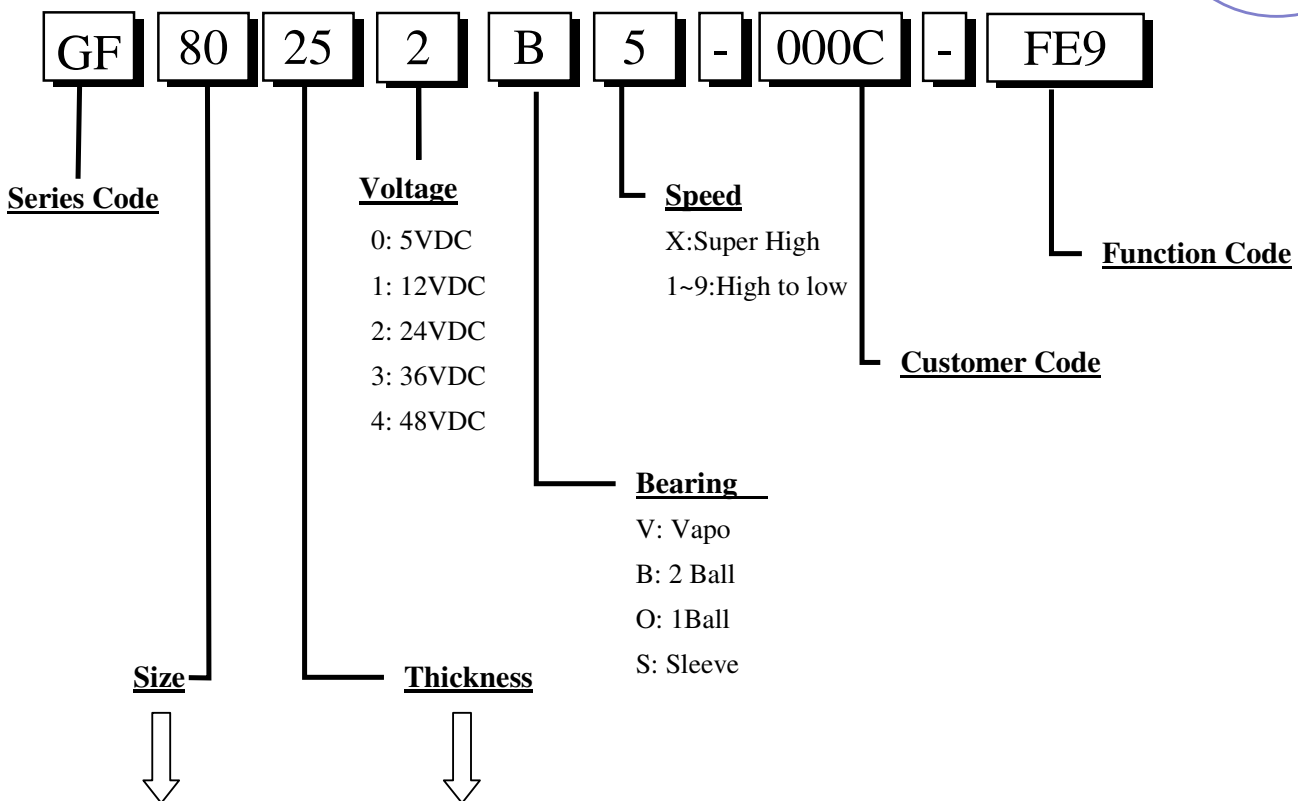 GF 80 25 2 B 5 - 000C - FE9
Series Code
Voltage
0: 5VDC
1: 12VDC
2: 24VDC
3: 36VDC
4: 48VDC
Speed
X:Super High
1~9:High to low
Function Code
Customer Code
Bearing
V: Vapo
B: 2 Ball
O: 1Ball
S: Sleeve
Size
Thickness